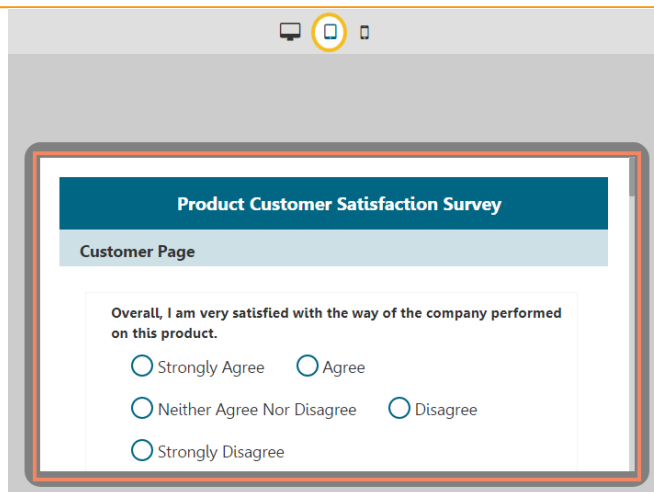 Product Customer Satisfaction Survey
Customer Page
Overall, I am very satisfied with the way of the company performed
on this product.
Strongly Agree Agree
Neither Agree Nor Disagree Disagree
Strongly Disagree